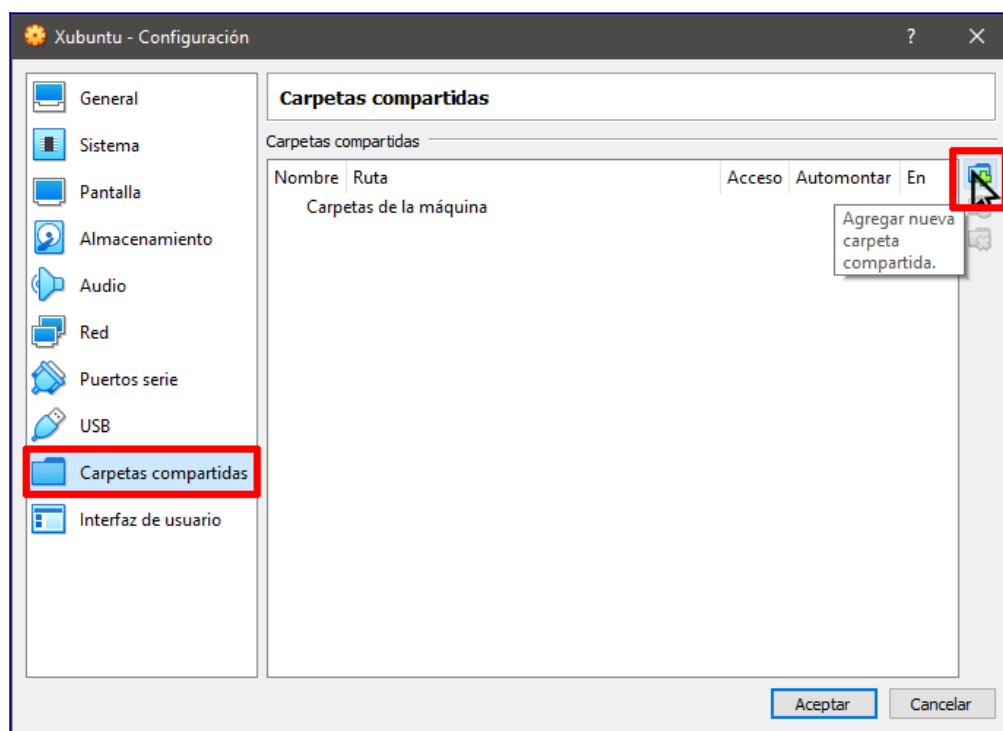 Xubuntu - Configuración
?
General
Sistema
Pantalla
Almacenamiento
Audio
Red
Puertos serie
USB
Carpetas compartidas
Interfaz de usuario
Carpetas compartidas
Carpetas compartidas
Nombre Ruta Acceso Automontar En
Carpetas de la máquina
Agregar nueva
carpeta
compartida.
Aceptar Cancelar